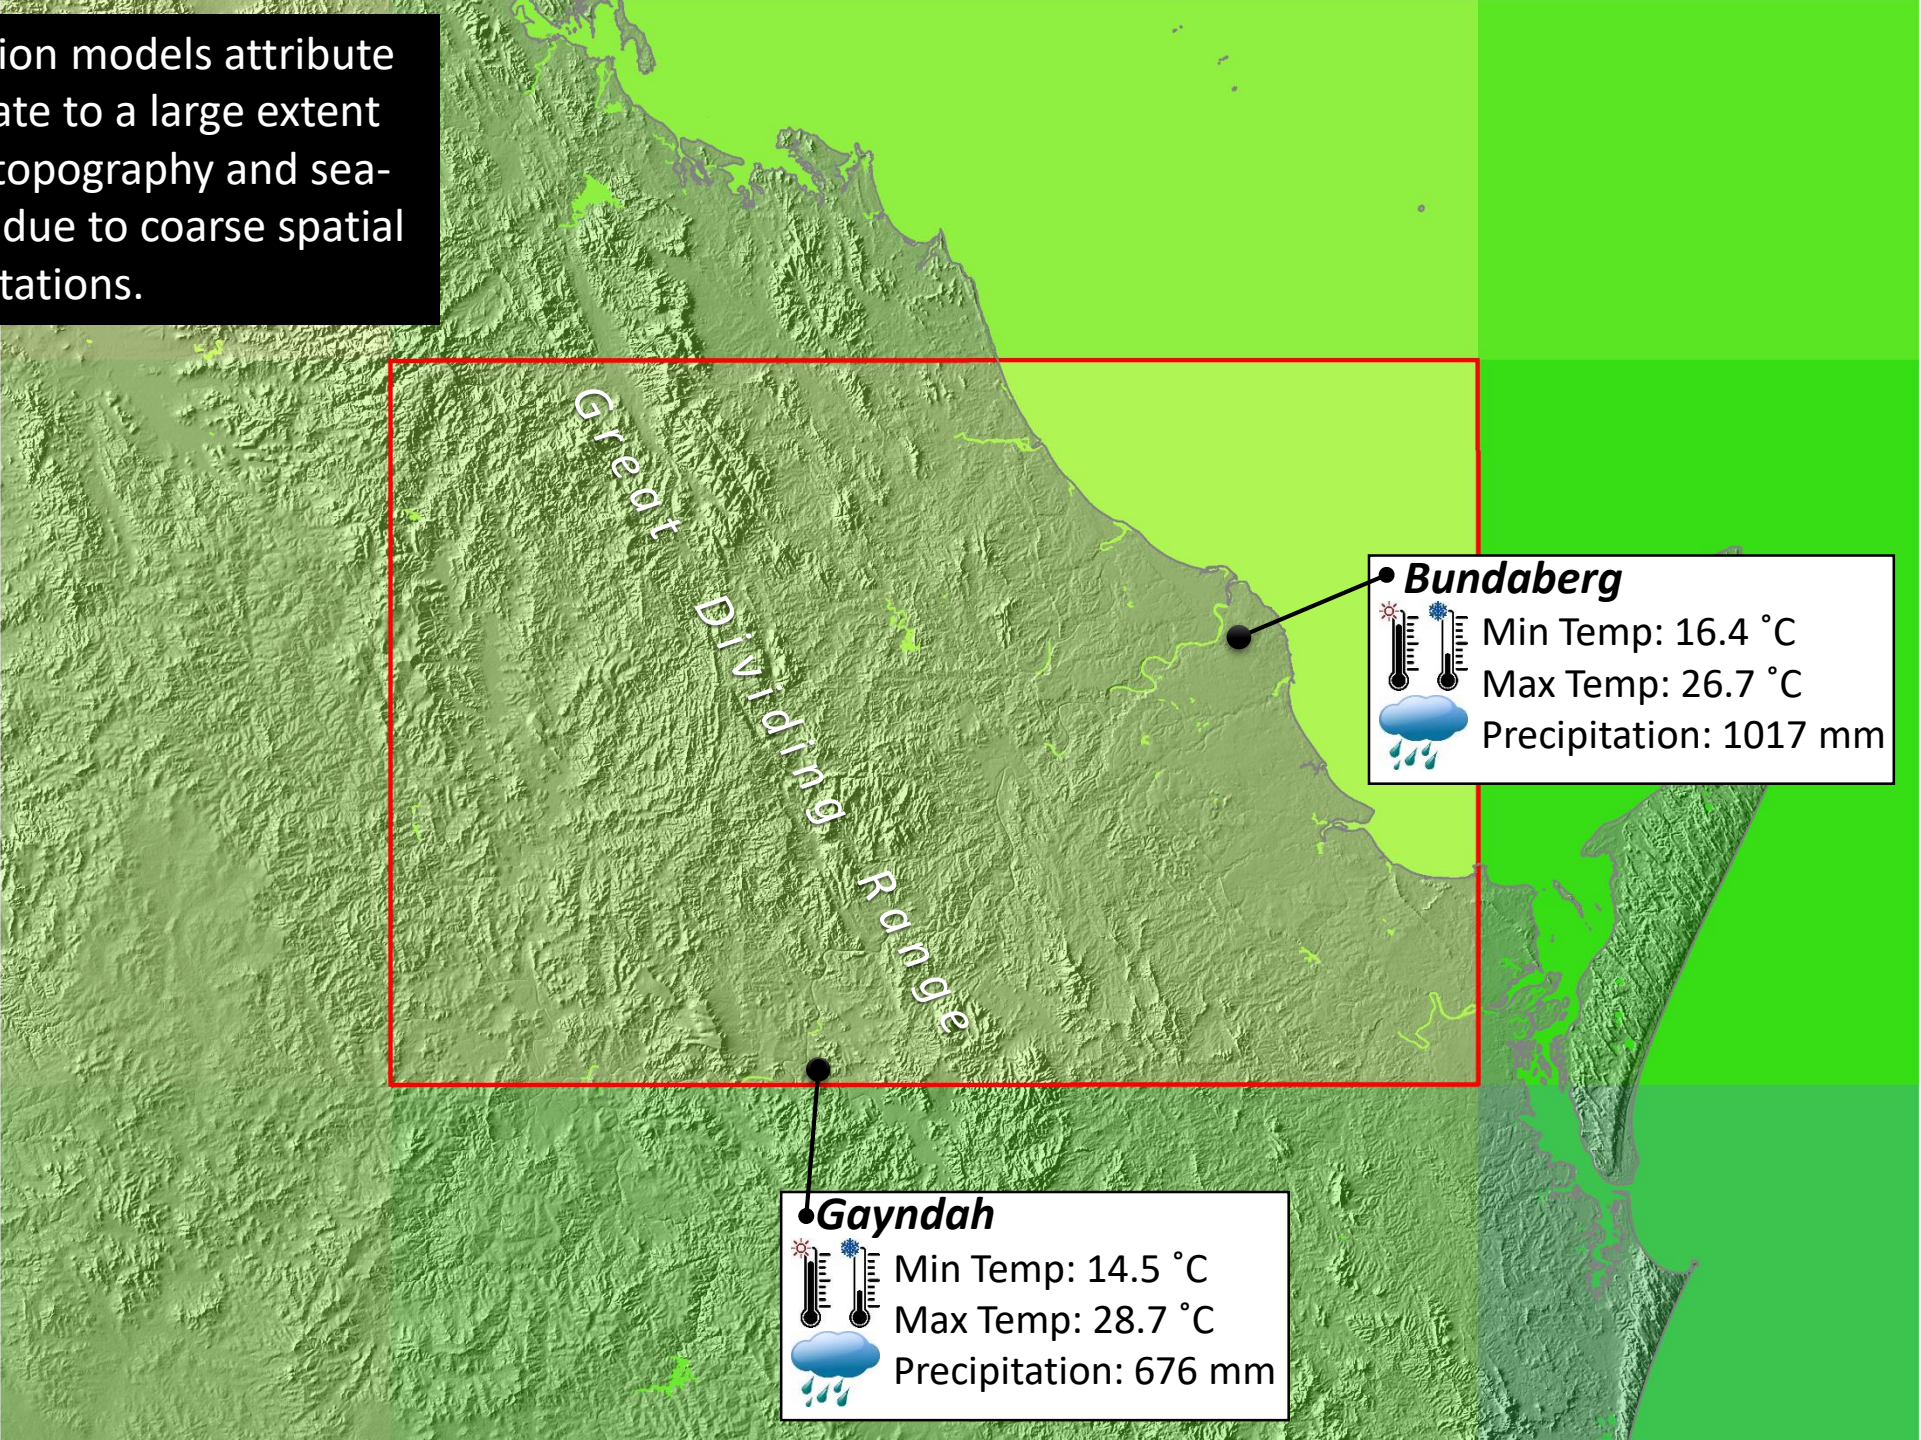 ion models attribute
ate to a large extent
topography and sea-
due to coarse spatial
tations.
Great Dividing Range
Bundaberg
Min Temp: 16.4 ˚C
Max Temp: 26.7 ˚C
Precipitation: 1017 mm
Gayndah
Min Temp: 14.5 ˚C
Max Temp: 28.7 ˚C
Precipitation: 676 mm